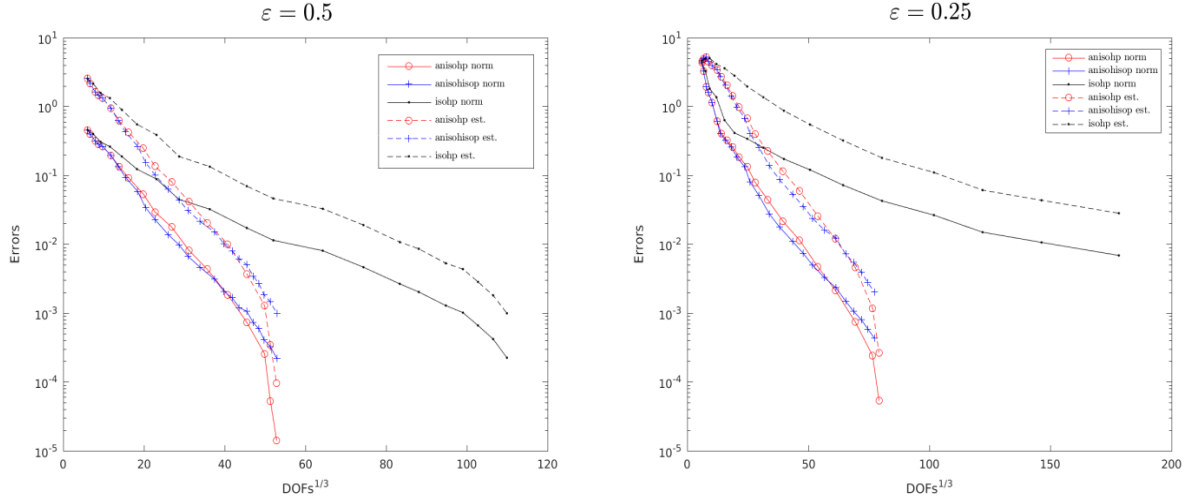 ε = 0.5
10^1
10^0
10^-1
10^-2
10^-3
10^-4
10^-5
Errors
0 20 40 60 80 100 120
DOFs^1/3
anisohp norm
anisohisop norm
isohp norm
anisohp est.
anisohisop est.
isohp est.
ε = 0.25
10^1
10^0
10^-1
10^-2
10^-3
10^-4
10^-5
Errors
0 50 100 150 200
DOFs^1/3
anisohp norm
anisohisop norm
isohp norm
anisohp est.
anisohisop est.
isohp est.